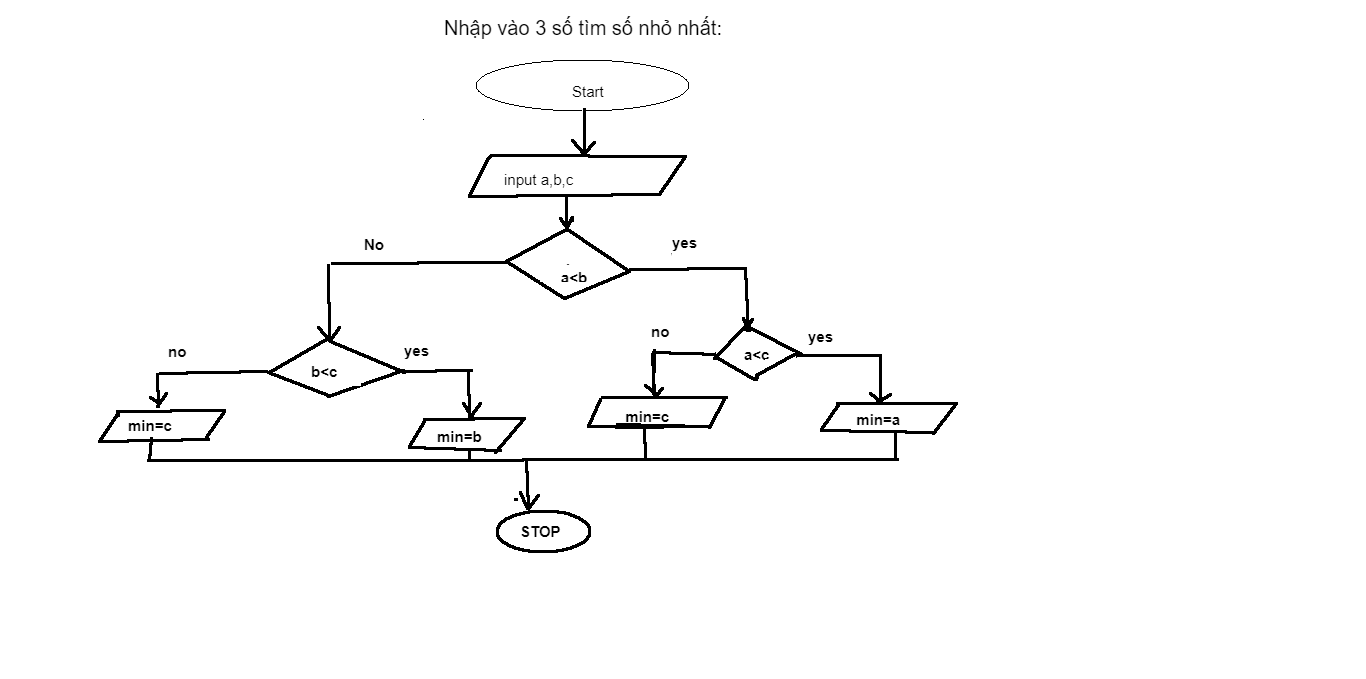 Nhập vào 3 số tìm số nhỏ nhất:
Start
input a,b,c
No
yes
a<b
no
yes
no
yes
b<c
a<c
min=c
min=b
min=c
min=a
STOP